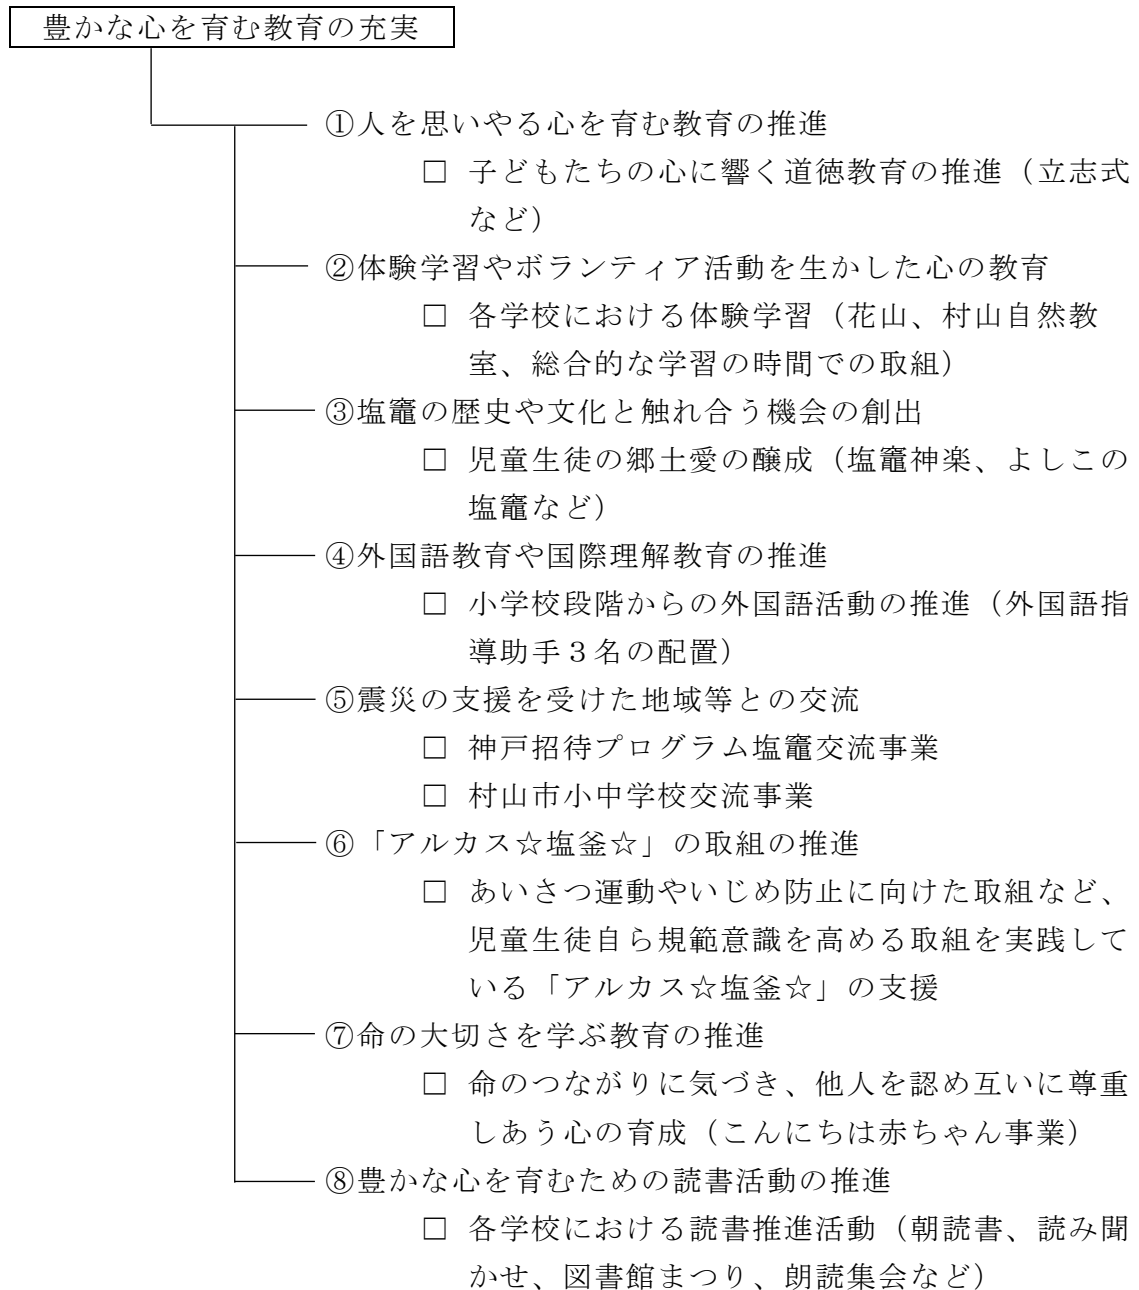 豊かな心を育む教育の充実
①人を思いやる心を育む教育の推進
□ 子どもたちの心に響く道徳教育の推進（立志式
など）
②体験学習やボランティア活動を生かした心の教育
□ 各学校における体験学習（花山、村山自然教
室、総合的な学習の時間での取組）
③塩竈の歴史や文化と触れ合う機会の創出
□ 児童生徒の郷土愛の醸成（塩竈神楽、よしこの
塩竈など）
④外国語教育や国際理解教育の推進
□ 小学校段階からの外国語活動の推進（外国語指
導助手３名の配置）
⑤震災の支援を受けた地域等との交流
□ 神戸招待プログラム塩竈交流事業
□ 村山市小中学校交流事業
⑥「アルカス☆塩釜☆」の取組の推進
□ あいさつ運動やいじめ防止に向けた取組など、
児童生徒自ら規範意識を高める取組を実践して
いる「アルカス☆塩釜☆」の支援
⑦命の大切さを学ぶ教育の推進
□ 命のつながりに気づき、他人を認め互いに尊重
しあう心の育成（こんにちは赤ちゃん事業）
⑧豊かな心を育むための読書活動の推進
□ 各学校における読書推進活動（朝読書、読み聞
かせ、図書館まつり、朗読集会など）